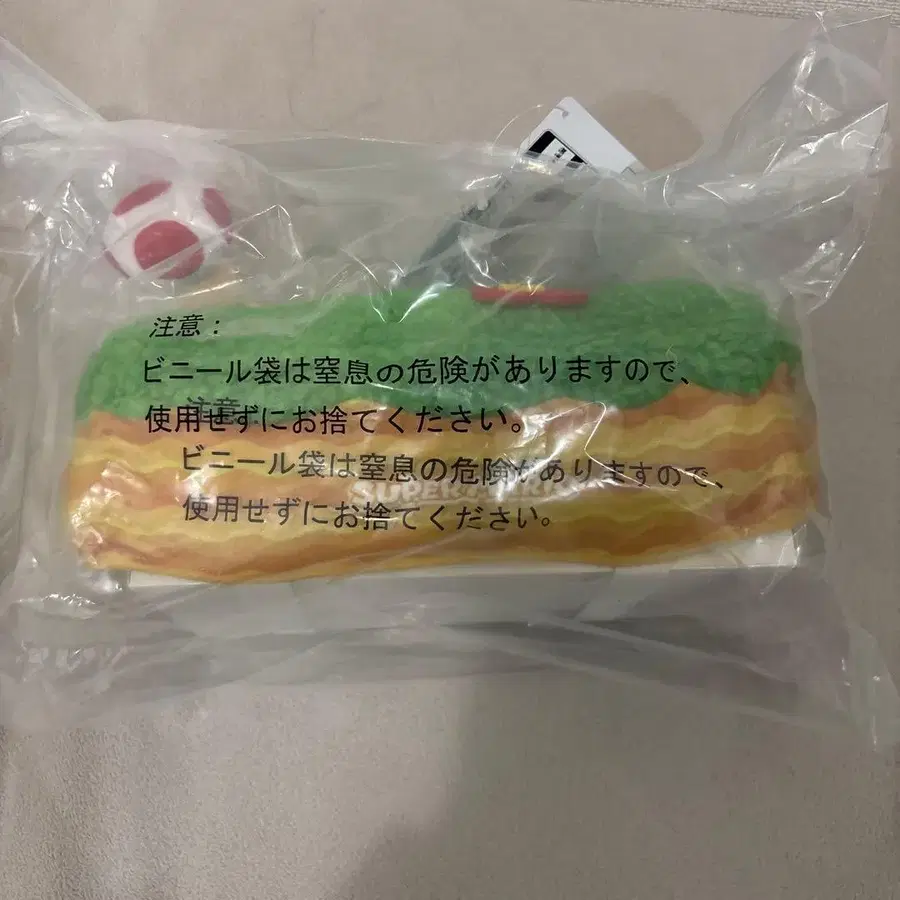 注意：
ビニール袋は窒息の危険がありますので、
使用せずにお捨てください。
注意
ビニール袋は窒息の危険がありますので、
使用せずにお捨てください。
SUPER MARIO